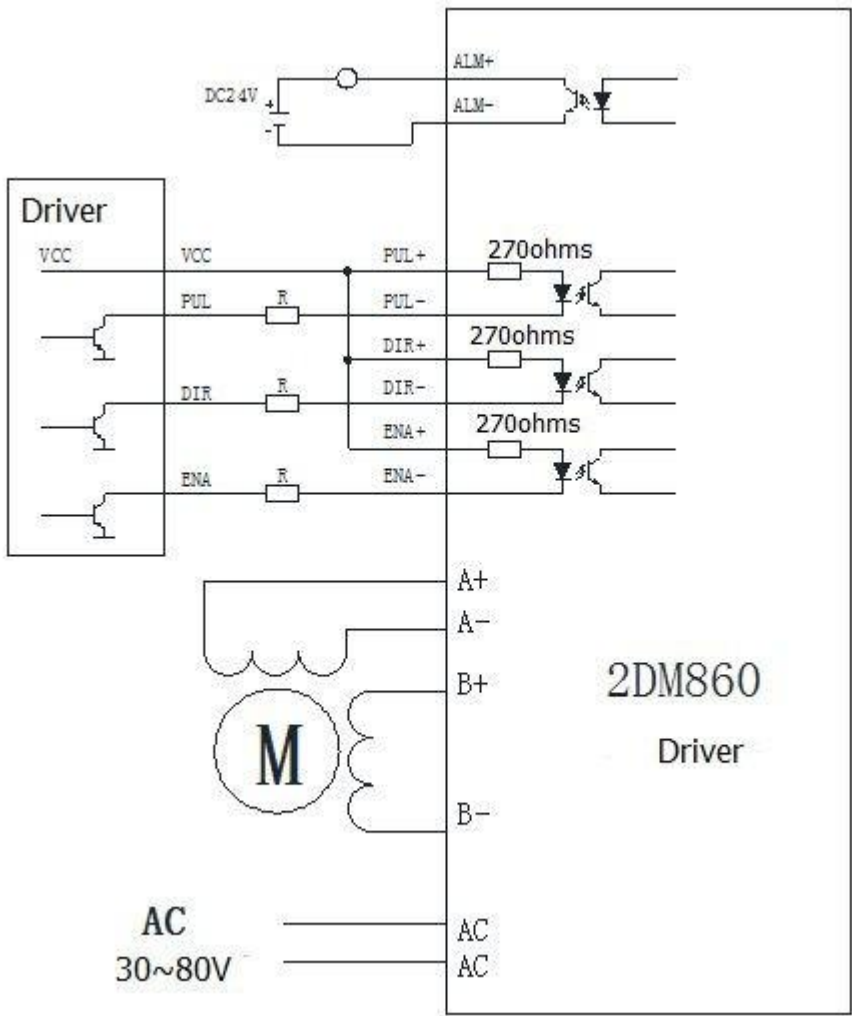 ALM+
DC24V
+
ALM-
-
Driver
VCC VCC PUL+ 270ohms
PUL R PUL-
DIR+ 270ohms
DIR R DIR-
ENA+ 270ohms
ENA R ENA-
A+
A-
B+
2DM860
M
Driver
B-
AC
AC
30~80V
AC